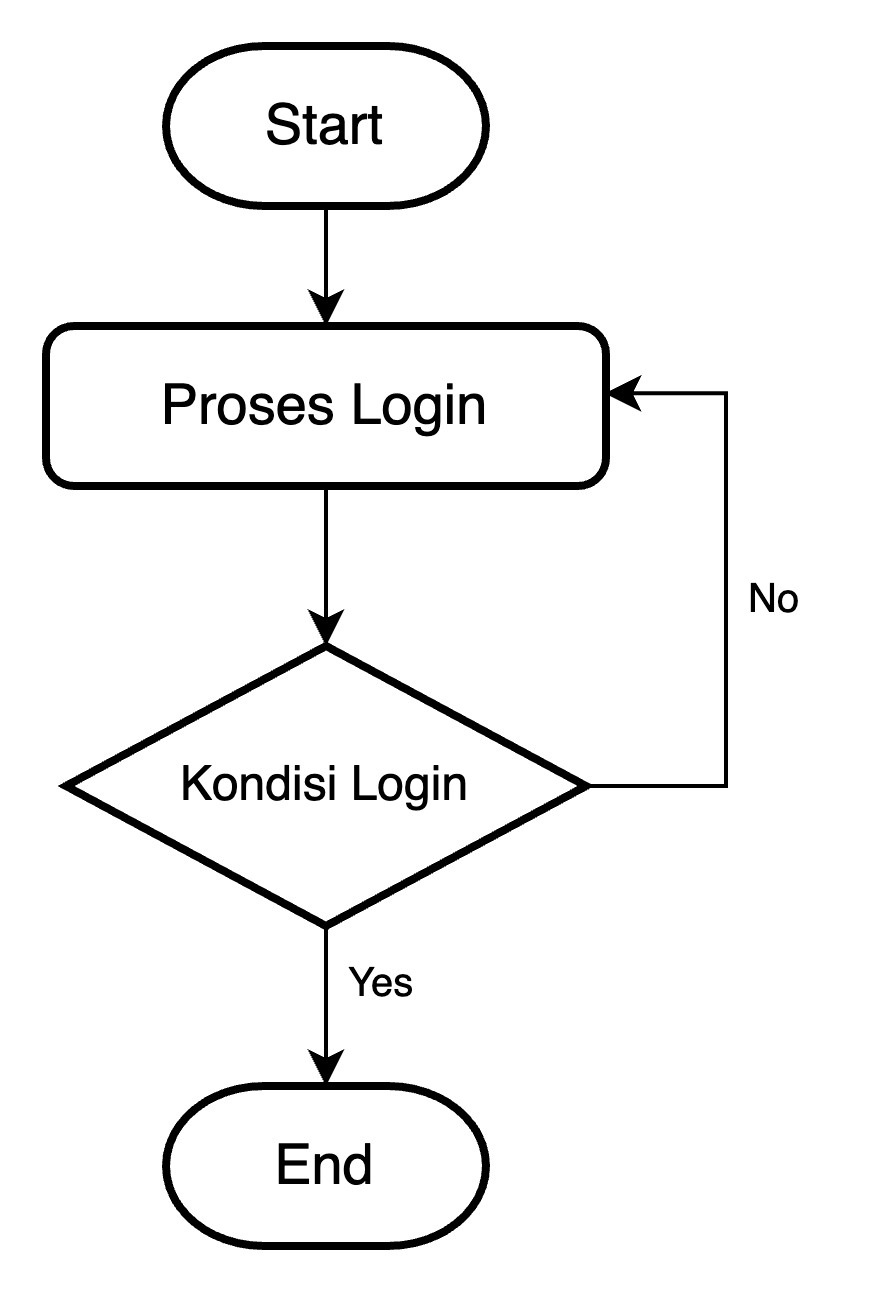 Start
Proses Login
No
Kondisi Login
Yes
End